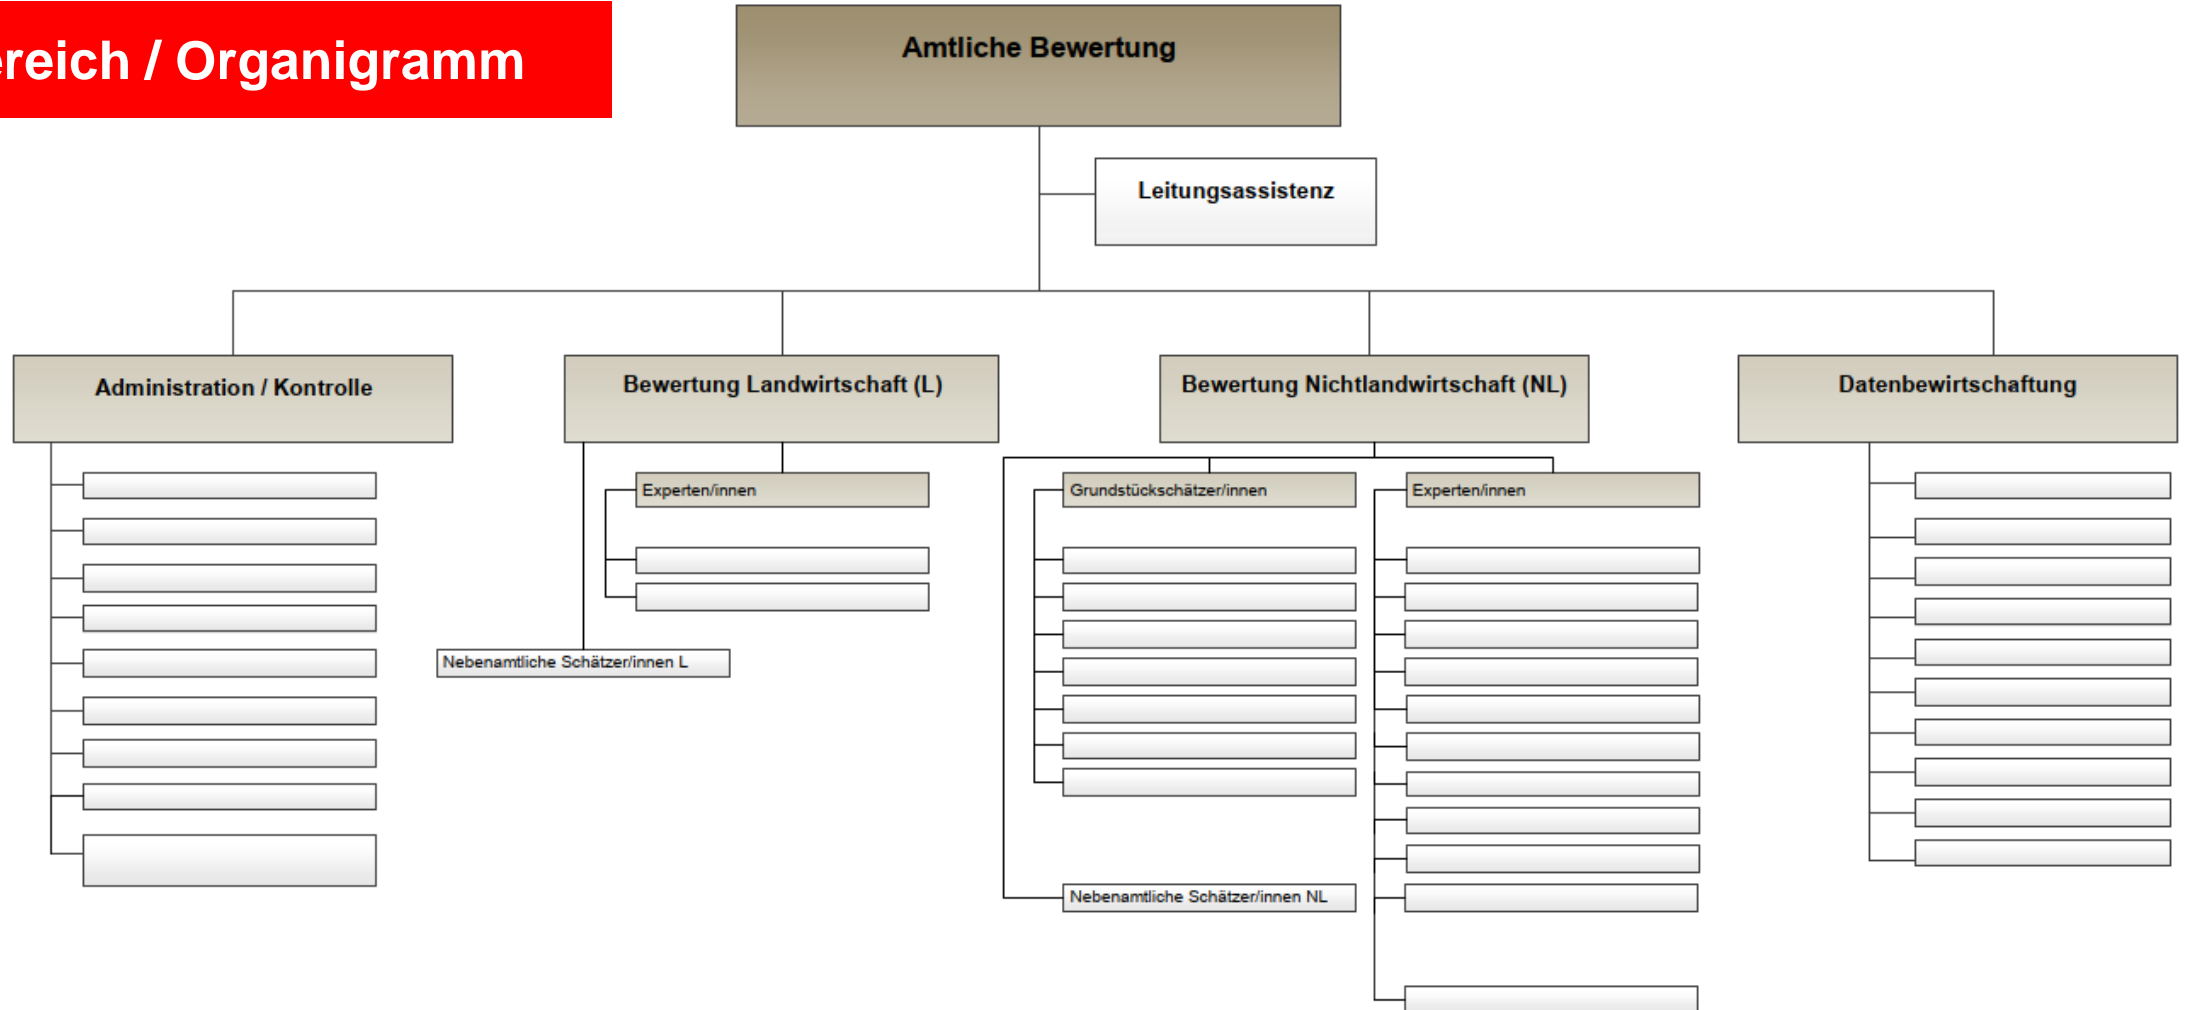 ereich / Organigramm
Amtliche Bewertung
Leitungsassistenz
Administration / Kontrolle
Bewertung Landwirtschaft (L)
Bewertung Nichtlandwirtschaft (NL)
Datenbewirtschaftung
Experten/innen
Grundstückschätzer/innen
Experten/innen
Nebenamtliche Schätzer/innen L
Nebenamtliche Schätzer/innen NL